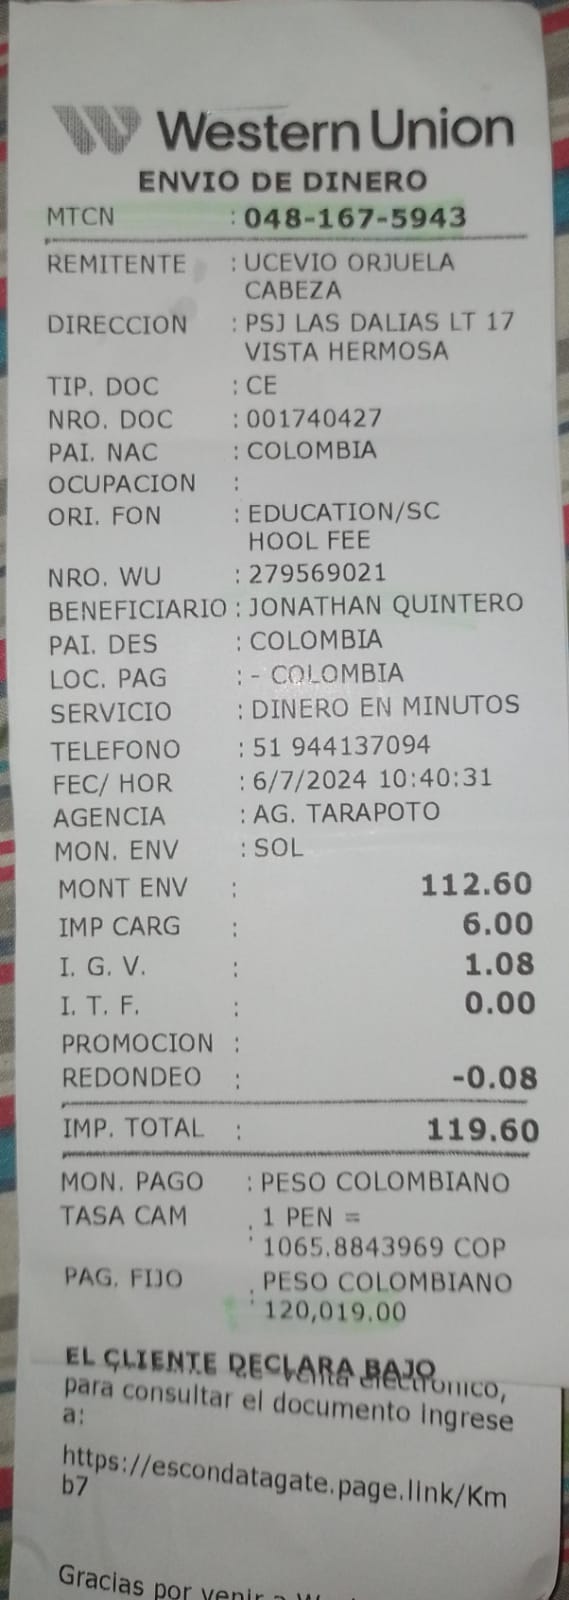 Western Union
ENVIO DE DINERO
MTCN : 048-167-5943
REMITENTE : UCEVIO ORJUELA
CABEZA
DIRECCION : PSJ LAS DALIAS LT 17
VISTA HERMOSA
TIP. DOC : CE
NRO. DOC : 001740427
PAI. NAC : COLOMBIA
OCUPACION :
ORI. FON : EDUCATION/SC
HOOL FEE
NRO. WU : 279569021
BENEFICIARIO : JONATHAN QUINTERO
PAI. DES : COLOMBIA
LOC. PAG : - COLOMBIA
SERVICIO : DINERO EN MINUTOS
TELEFONO : 51 944137094
FEC/ HOR : 6/7/2024 10:40:31
AGENCIA : AG. TARAPOTO
MON. ENV : SOL
MONT ENV : 112.60
IMP CARG : 6.00
I. G. V. : 1.08
I. T. F. : 0.00
PROMOCION :
REDONDEO : -0.08
IMP. TOTAL : 119.60
MON. PAGO : PESO COLOMBIANO
TASA CAM : 1 PEN =
1065.8843969 COP
PAG. FIJO : PESO COLOMBIANO
120,019.00
EL CLIENTE DECLARA BAJO
venta electronico,
para consultar el documento Ingrese
a:
https://escondatagate.page.link/Km
b7
Gracias por venir a